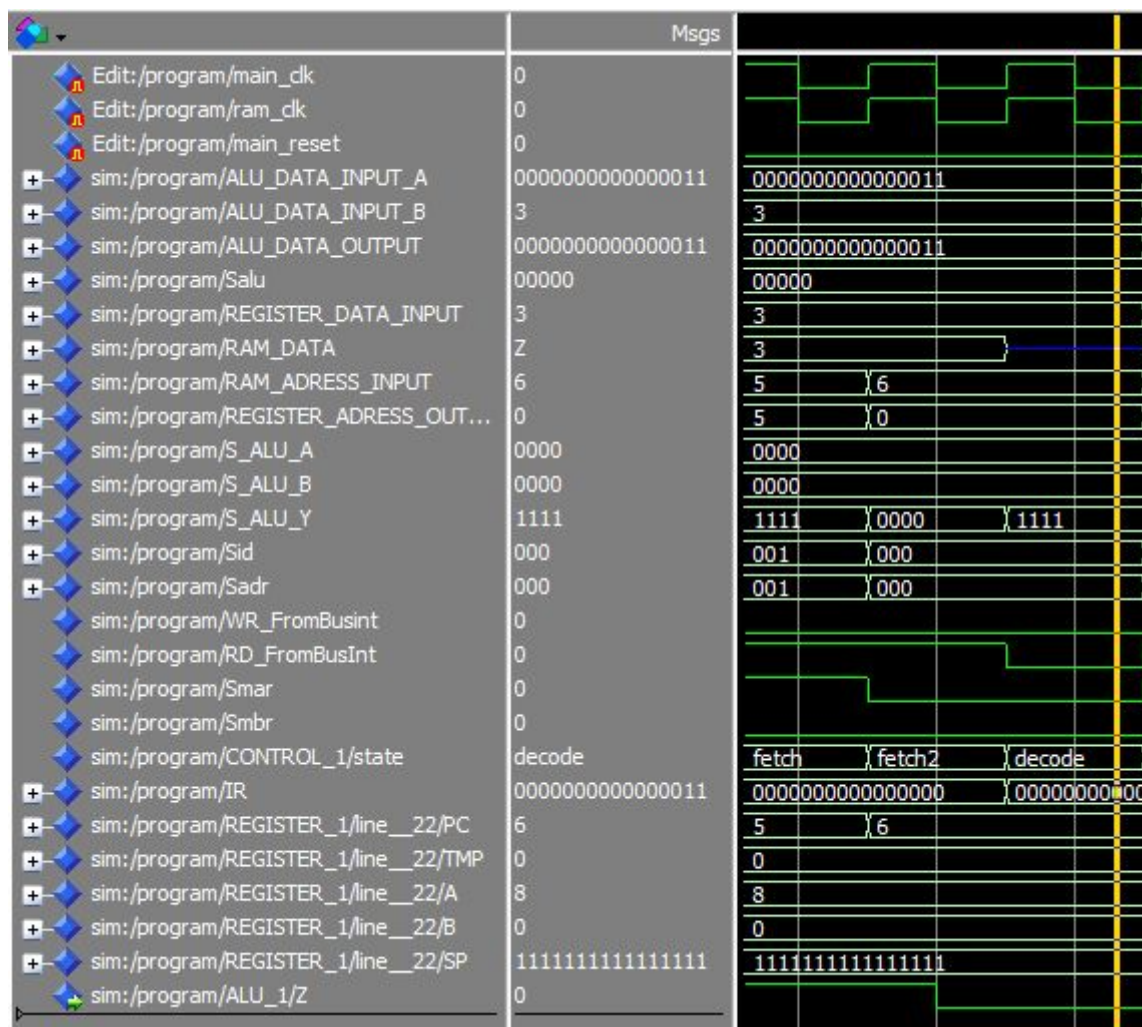 Msgs
Edit:/program/main_clk 0
Edit:/program/ram_clk 0
Edit:/program/main_reset 0
sim:/program/ALU_DATA_INPUT_A 0000000000000011 0000000000000011
sim:/program/ALU_DATA_INPUT_B 3 3
sim:/program/ALU_DATA_OUTPUT 0000000000000011 0000000000000011
sim:/program/Salu 00000 00000
sim:/program/REGISTER_DATA_INPUT 3 3
sim:/program/RAM_DATA Z 3
sim:/program/RAM_ADRESS_INPUT 6 5 6
sim:/program/REGISTER_ADRESS_OUT... 0 5 0
sim:/program/S_ALU_A 0000 0000
sim:/program/S_ALU_B 0000 0000
sim:/program/S_ALU_Y 1111 1111 0000 1111
sim:/program/Sid 000 001 000
sim:/program/Sadr 000 001 000
sim:/program/WR_FromBusint 0
sim:/program/RD_FromBusInt 0
sim:/program/Smar 0
sim:/program/Smbr 0
sim:/program/CONTROL_1/state decode fetch fetch2 decode
sim:/program/IR 0000000000000011 0000000000000000 000000000000
sim:/program/REGISTER_1/line__22/PC 6 5 6
sim:/program/REGISTER_1/line__22/TMP 0 0
sim:/program/REGISTER_1/line__22/A 8 8
sim:/program/REGISTER_1/line__22/B 0 0
sim:/program/REGISTER_1/line__22/SP 1111111111111111 1111111111111111
sim:/program/ALU_1/Z 0